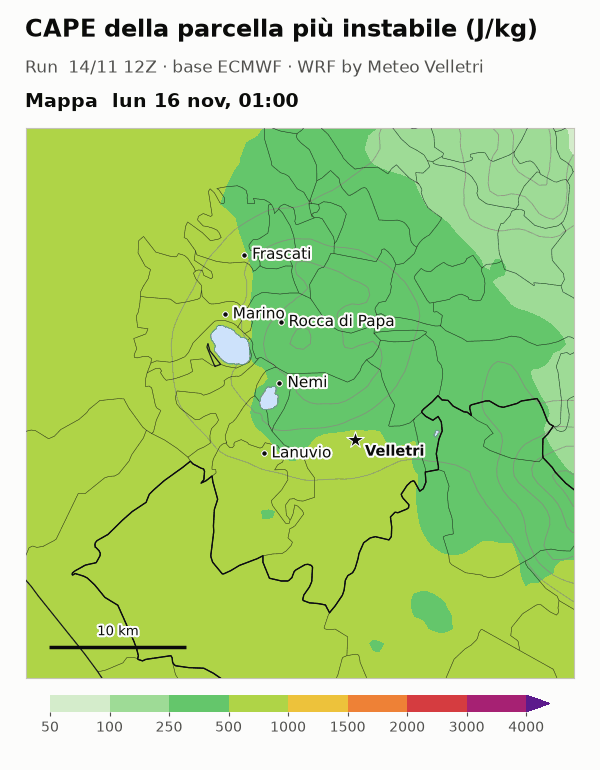 CAPE della parcella più instabile (J/kg)
Run 14/11 12Z · base ECMWF · WRF by Meteo Velletri
Mappa lun 16 nov, 01:00
Frascati
Marino
Rocca di Papa
Nemi
Velletri
Lanuvio
10 km
50 100 250 500 1000 1500 2000 3000 4000